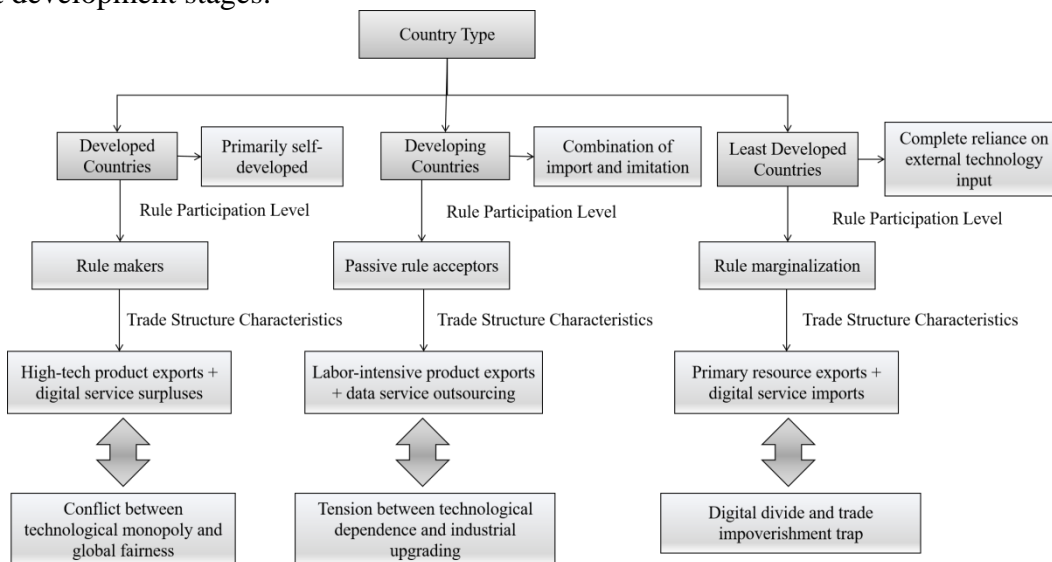 development stages.
Country Type
Developed
Countries
Primarily self-
developed
Developing
Countries
Combination of
import and imitation
Least Developed
Countries
Complete reliance on
external technology
input
Rule Participation Level
Rule Participation Level
Rule Participation Level
Rule makers
Passive rule acceptors
Rule marginalization
Trade Structure Characteristics
Trade Structure Characteristics
Trade Structure Characteristics
High-tech product exports +
digital service surpluses
Labor-intensive product exports
+ data service outsourcing
Primary resource exports +
digital service imports
Conflict between
technological monopoly and
global fairness
Tension between technological
dependence and industrial
upgrading
Digital divide and trade
impoverishment trap